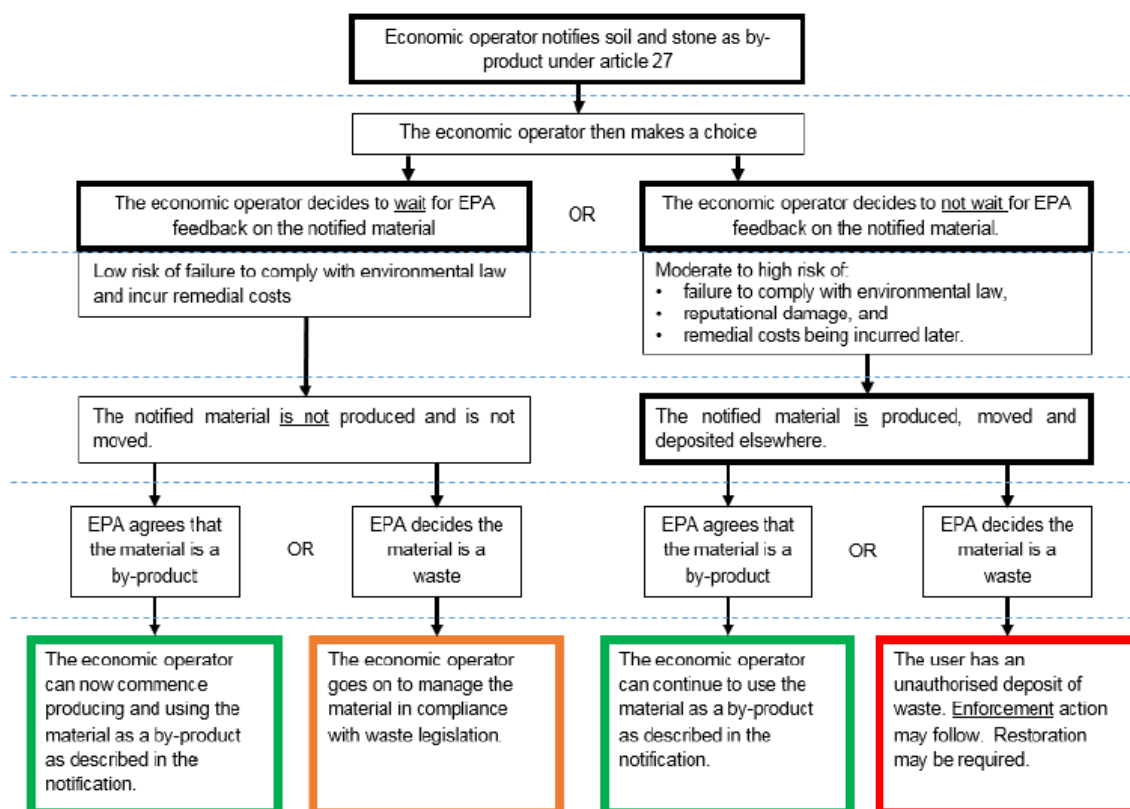 Economic operator notifies soil and stone as by-
product under article 27
The economic operator then makes a choice
The economic operator decides to wait for EPA
feedback on the notified material
OR
The economic operator decides to not wait for EPA
feedback on the notified material.
Low risk of failure to comply with environmental law
and incur remedial costs
Moderate to high risk of:
• failure to comply with environmental law,
• reputational damage, and
• remedial costs being incurred later.
The notified material is not produced and is not
moved.
The notified material is produced, moved and
deposited elsewhere.
EPA agrees that
the material is a
by-product
OR
EPA decides the
material is a
waste
EPA agrees that
the material is a
by-product
OR
EPA decides the
material is a
waste
The economic operator
can now commence
producing and using the
material as a by-product
as described in the
notification.
The economic operator
goes on to manage the
material in compliance
with waste legislation.
The economic operator
can continue to use the
material as a by-product
as described in the
notification.
The user has an
unauthorised deposit of
waste. Enforcement action
may follow. Restoration
may be required.